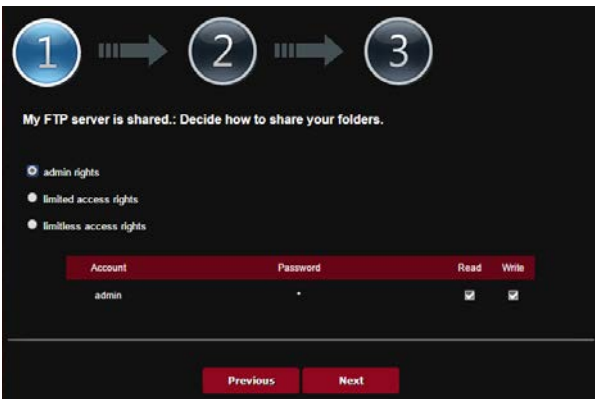 1 2 3
My FTP server is shared.: Decide how to share your folders.
admin rights
limited access rights
limitless access rights
Account Password Read Write
admin *
Previous Next